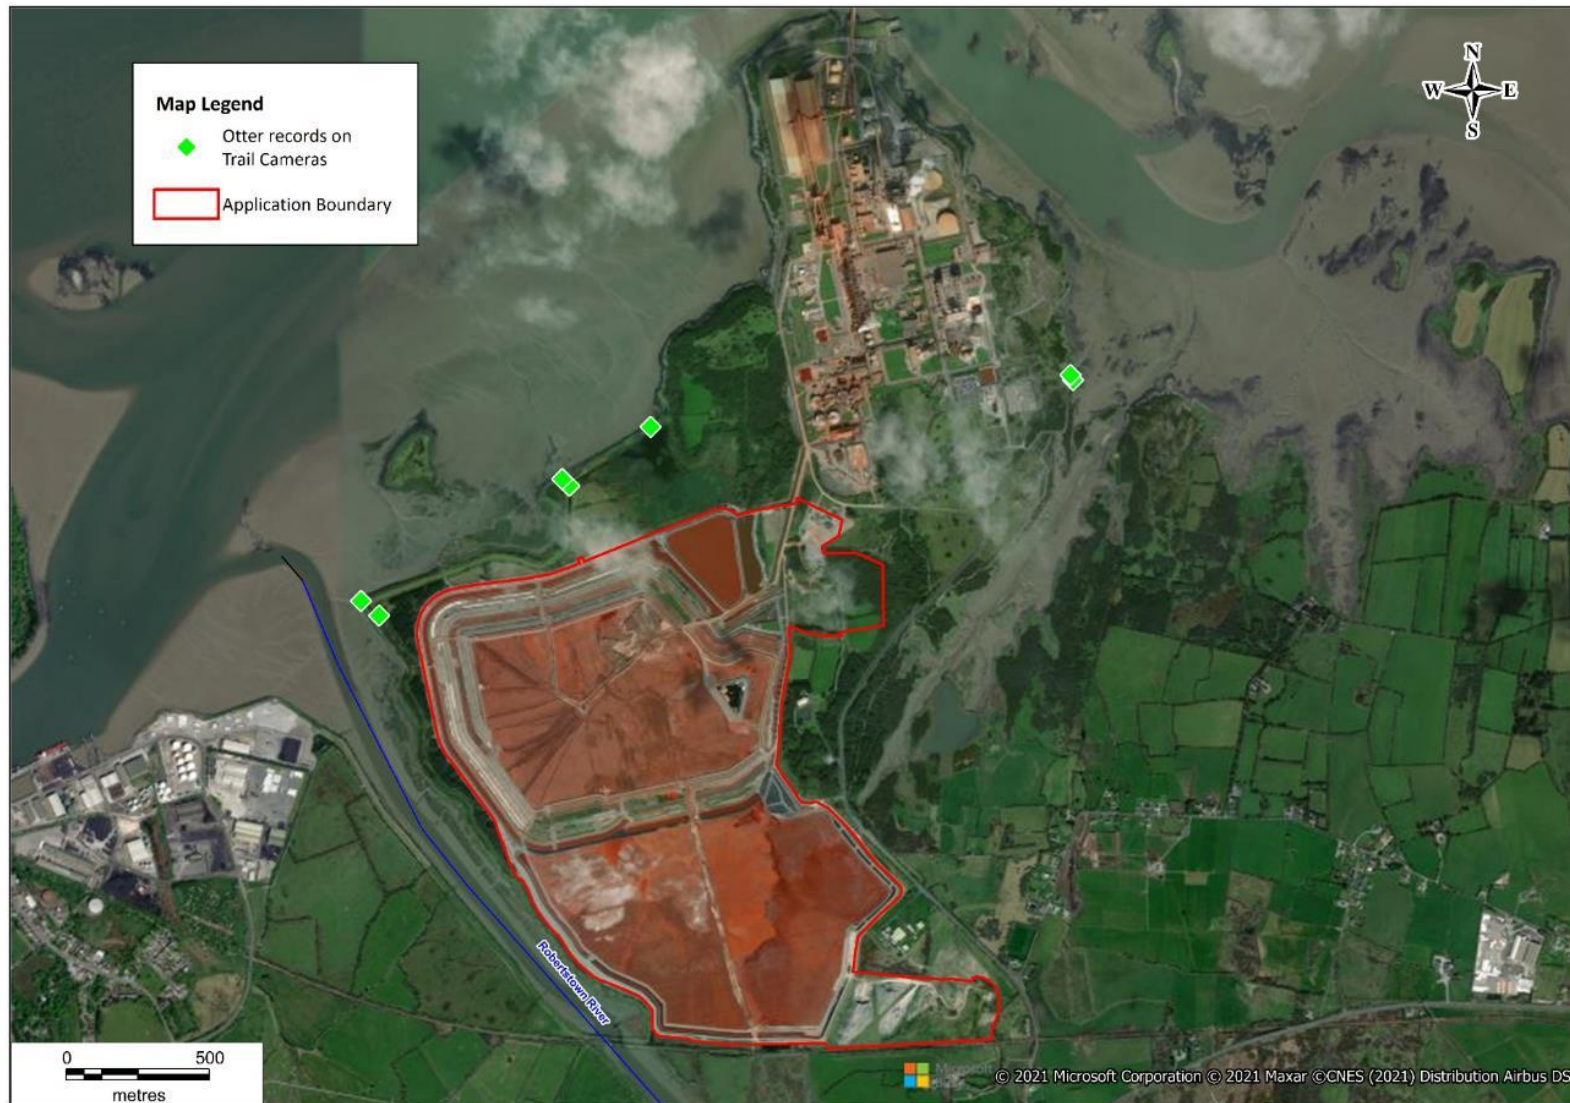 Map Legend
Otter records on
Trail Cameras
Application Boundary
N
W E
S
Robertstown River
0 500
metres
© 2021 Microsoft Corporation © 2021 Maxar ©CNES (2021) Distribution Airbus DS